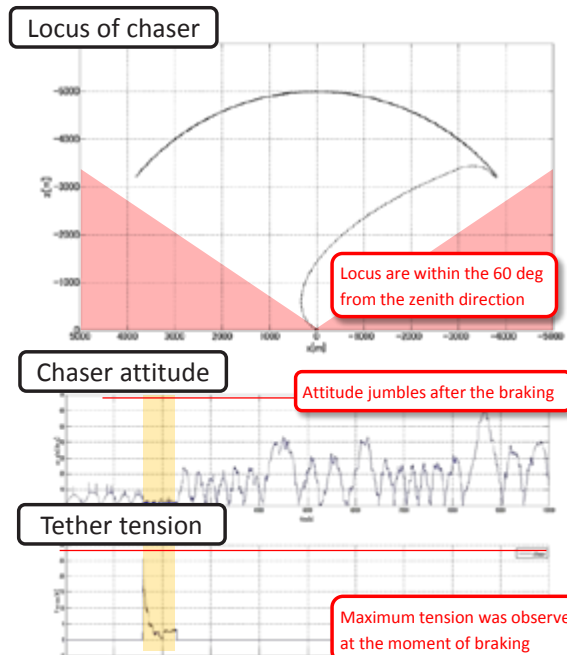 Locus of chaser
-5000
-4000
-3000
-2000
-1000
0
z[m]
5000 4000 3000 2000 1000 0 -1000 -2000 -3000 -4000 -5000
x[m]
Locus are within the 60 deg
from the zenith direction
Chaser attitude
Attitude jumbles after the braking
Tether tension
Maximum tension was observe
at the moment of braking